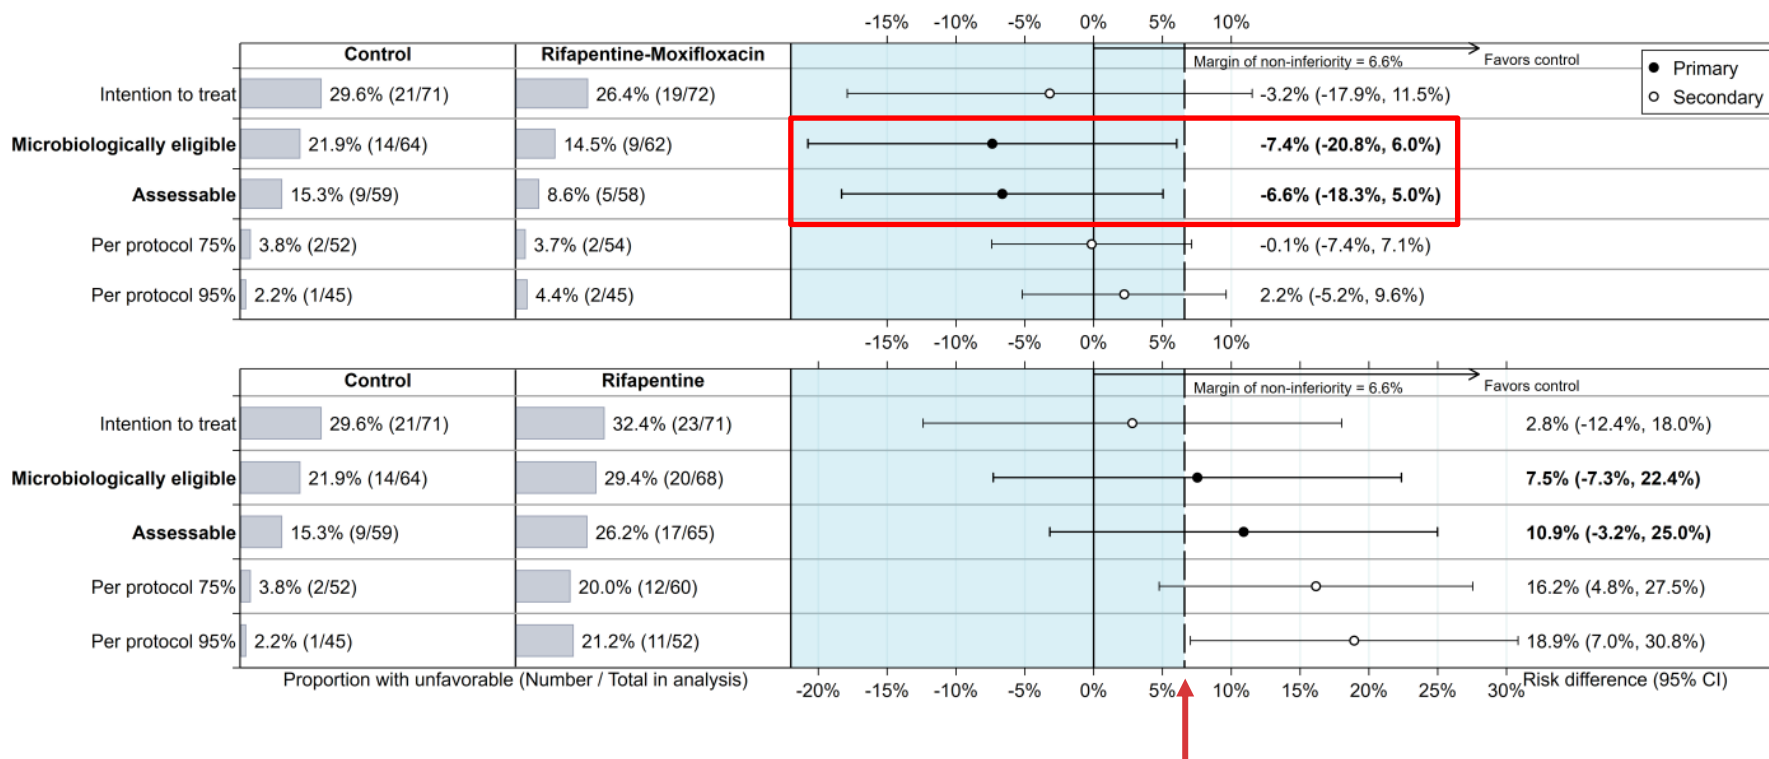 -15% -10% -5% 0% 5% 10%
Control Rifapentine-Moxifloxacin Margin of non-inferiority = 6.6% Favors control
Primary
Secondary
Intention to treat 29.6% (21/71) 26.4% (19/72) -3.2% (-17.9%, 11.5%)
Microbiologically eligible 21.9% (14/64) 14.5% (9/62) -7.4% (-20.8%, 6.0%)
Assessable 15.3% (9/59) 8.6% (5/58) -6.6% (-18.3%, 5.0%)
Per protocol 75% 3.8% (2/52) 3.7% (2/54) -0.1% (-7.4%, 7.1%)
Per protocol 95% 2.2% (1/45) 4.4% (2/45) 2.2% (-5.2%, 9.6%)
-15% -10% -5% 0% 5% 10%
Control Rifapentine Margin of non-inferiority = 6.6% Favors control
Intention to treat 29.6% (21/71) 32.4% (23/71) 2.8% (-12.4%, 18.0%)
Microbiologically eligible 21.9% (14/64) 29.4% (20/68) 7.5% (-7.3%, 22.4%)
Assessable 15.3% (9/59) 26.2% (17/65) 10.9% (-3.2%, 25.0%)
Per protocol 75% 3.8% (2/52) 20.0% (12/60) 16.2% (4.8%, 27.5%)
Per protocol 95% 2.2% (1/45) 21.2% (11/52) 18.9% (7.0%, 30.8%)
Proportion with unfavorable (Number / Total in analysis) -20% -15% -10% -5% 0% 5% 10% 15% 20% 25% 30% Risk difference (95% CI)